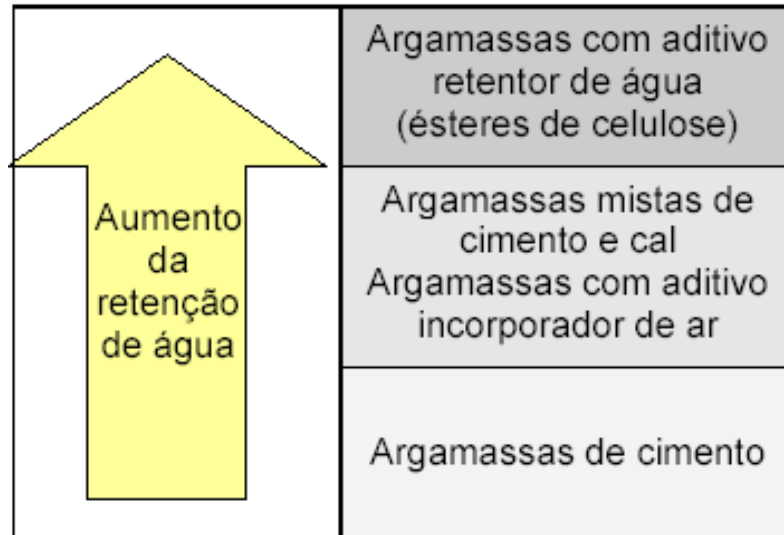 Argamassas com aditivo
retentor de água
(ésteres de celulose)
Argamassas mistas de
cimento e cal
Argamassas com aditivo
incorporador de ar
Argamassas de cimento
Aumento
da
retenção
de água